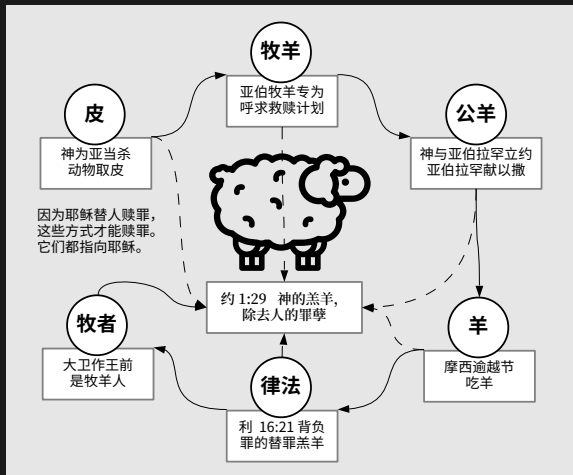 牧羊
亚伯牧羊专为
呼求救赎计划
皮
神为亚当杀
动物取皮
公羊
神与亚伯拉罕立约
亚伯拉罕献以撒
因为耶稣替人赎罪，
这些方式才能赎罪。
它们都指向耶稣。
约 1:29 神的羔羊,
除去人的罪孽
牧者
大卫作王前
是牧羊人
羊
摩西逾越节
吃羊
律法
利 16:21 背负
罪的替罪羔羊